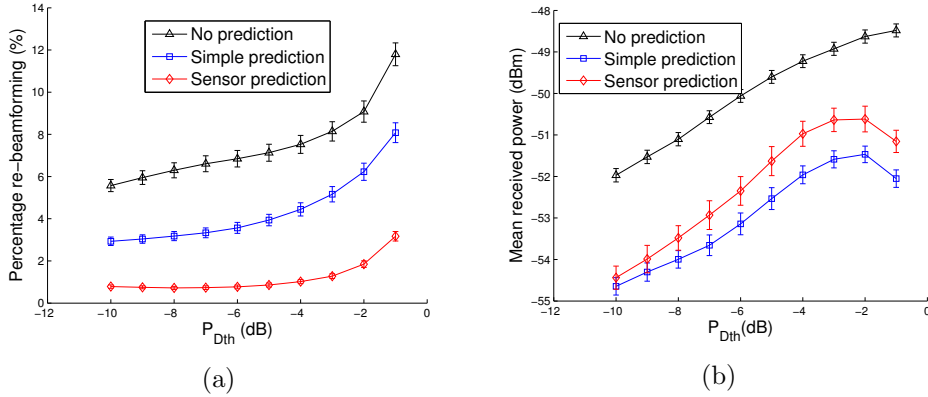 14
12
10
8
6
4
2
0
Percentage re−beamforming (%)
No prediction
Simple prediction
Sensor prediction
−12 −10 −8 −6 −4 −2 0
P_Dth (dB)
(a)
−48
−49
−50
−51
−52
−53
−54
−55
Mean received power (dBm)
No prediction
Simple prediction
Sensor prediction
−12 −10 −8 −6 −4 −2 0
P_Dth (dB)
(b)